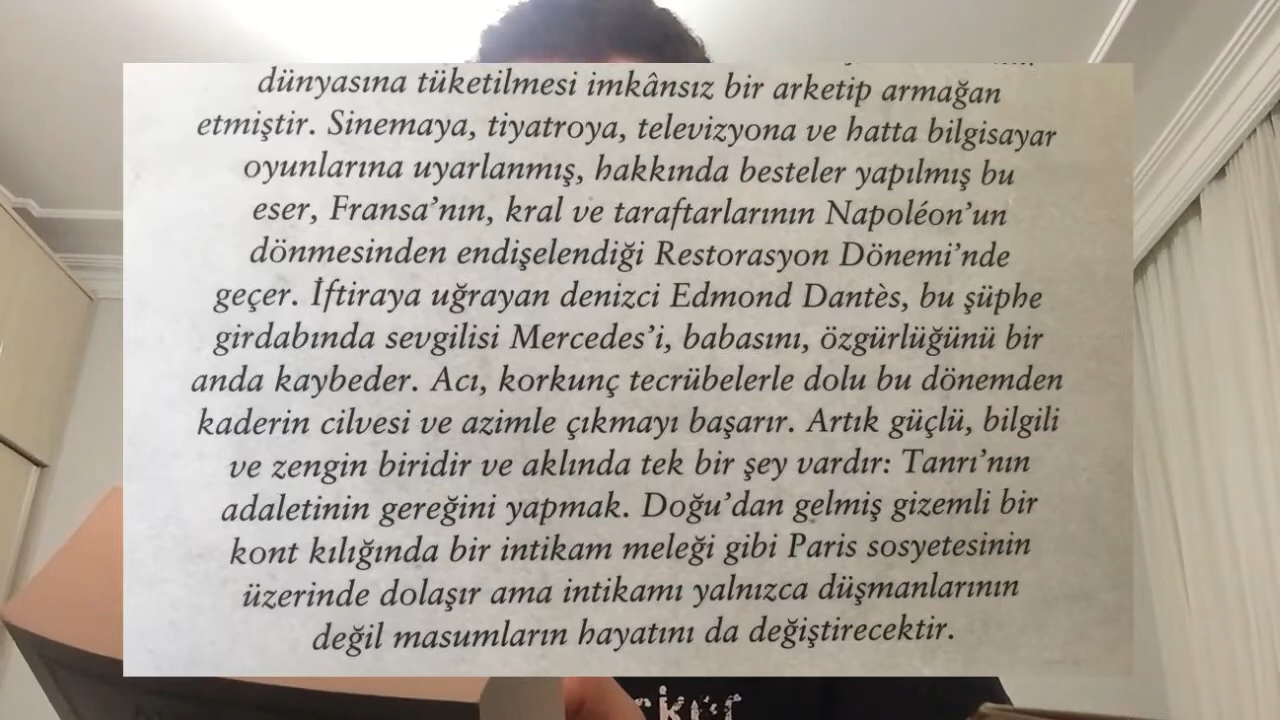 dünyasına tüketilmesi imkânsız bir arketip armağan
etmiştir. Sinemaya, tiyatroya, televizyona ve hatta bilgisayar
oyunlarına uyarlanmış, hakkında besteler yapılmış bu
eser, Fransa’nın, kral ve taraftarlarının Napoléon’un
dönmesinden endişelendiği Restorasyon Dönemi’nde
geçer. İftiraya uğrayan denizci Edmond Dantès, bu şüphe
girdabında sevgilisi Mercedes’i, babasını, özgürlüğünü bir
anda kaybeder. Acı, korkunç tecrübelerle dolu bu dönemden
kaderin cilvesi ve azimle çıkmayı başarır. Artık güçlü, bilgili
ve zengin biridir ve aklında tek bir şey vardır: Tanrı’nın
adaletinin gereğini yapmak. Doğu’dan gelmiş gizemli bir
kont kılığında bir intikam meleği gibi Paris sosyetesinin
üzerinde dolaşır ama intikamı yalnızca düşmanlarının
değil masumların hayatını da değiştirecektir.